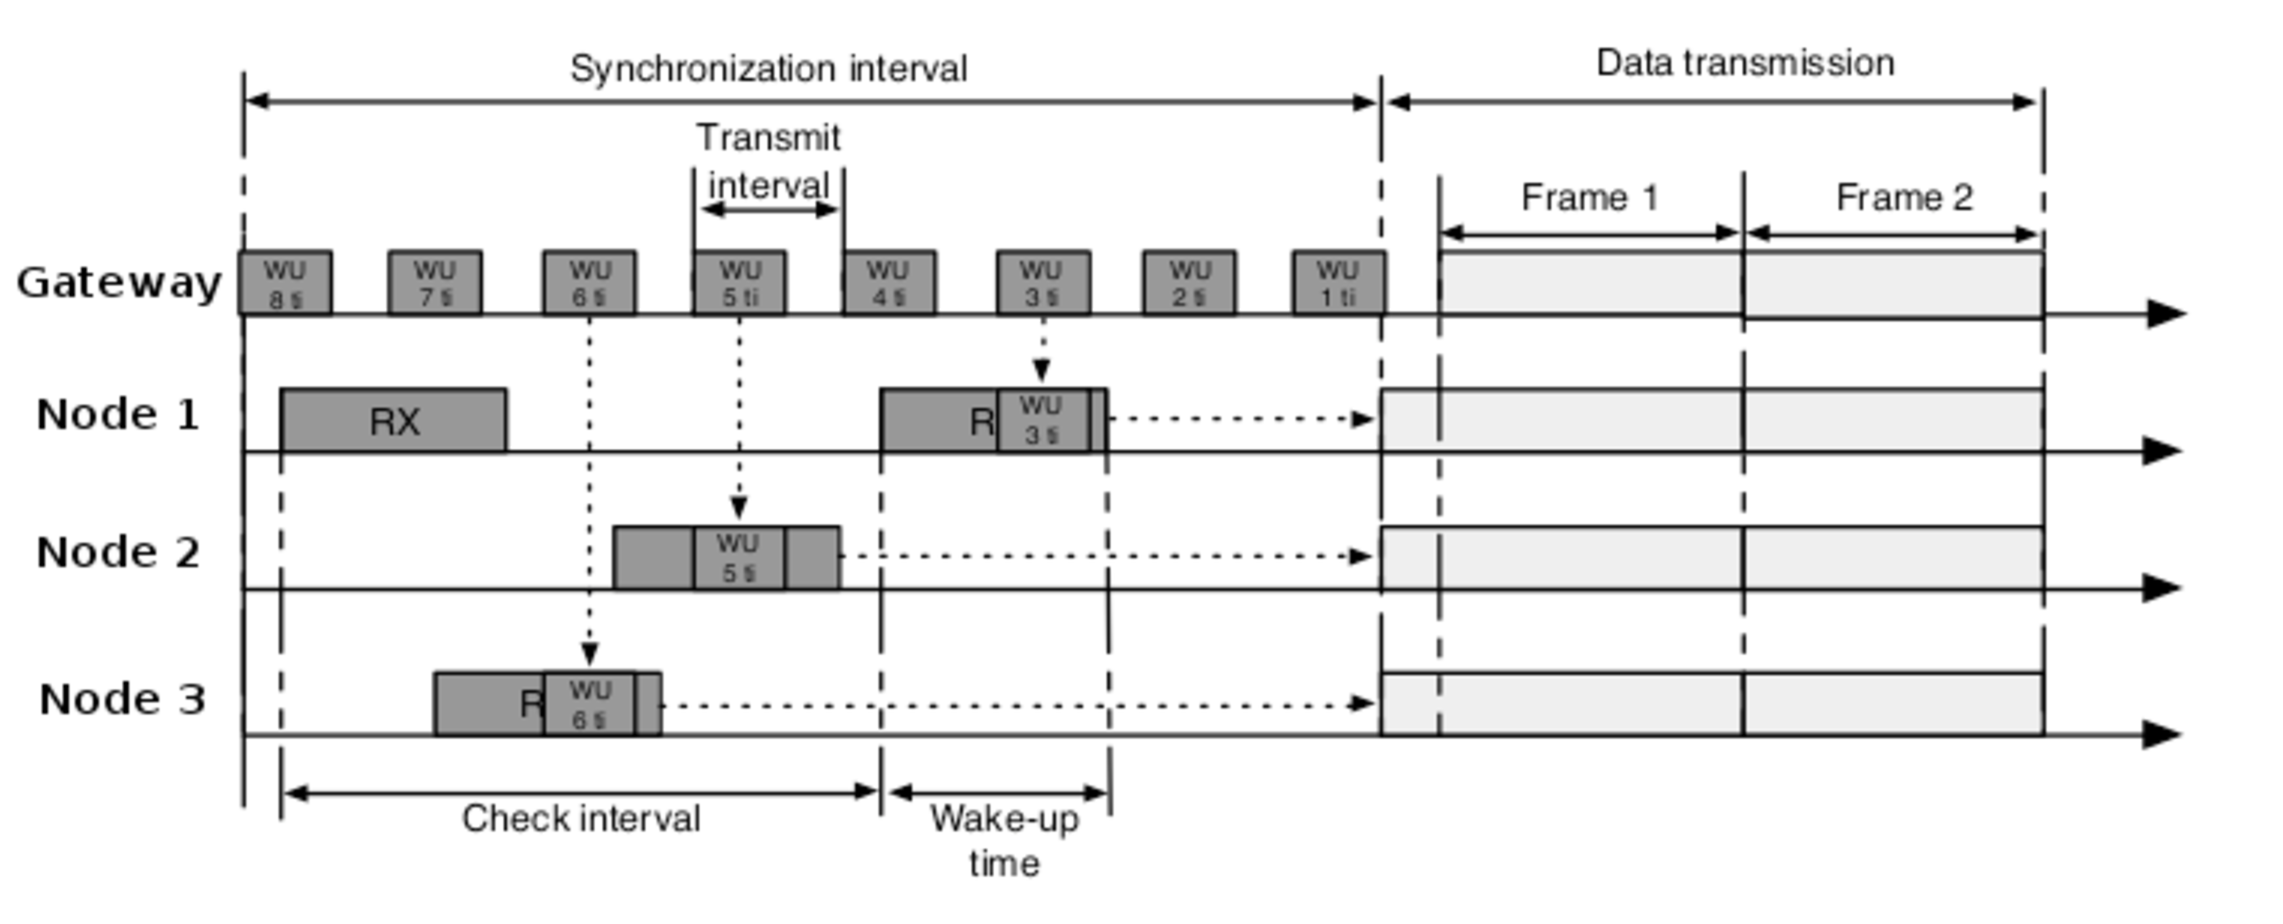 Synchronization interval
Data transmission
Transmit
interval
Frame 1
Frame 2
Gateway
WU
8 ti
WU
7 ti
WU
6 ti
WU
5 ti
WU
4 ti
WU
3 ti
WU
2 ti
WU
1 ti
Node 1
RX
R
WU
3 ti
Node 2
WU
5 ti
Node 3
R
WU
6 ti
Check interval
Wake-up
time